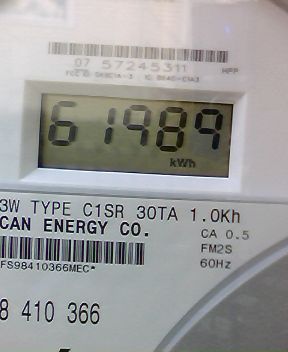 07 57245311
61989
kWh
3W TYPE C1SR 30TA 1.0Kh
CAN ENERGY CO.
CA 0.5
FM2S
60Hz
FS98410366MEC*
8 410 366